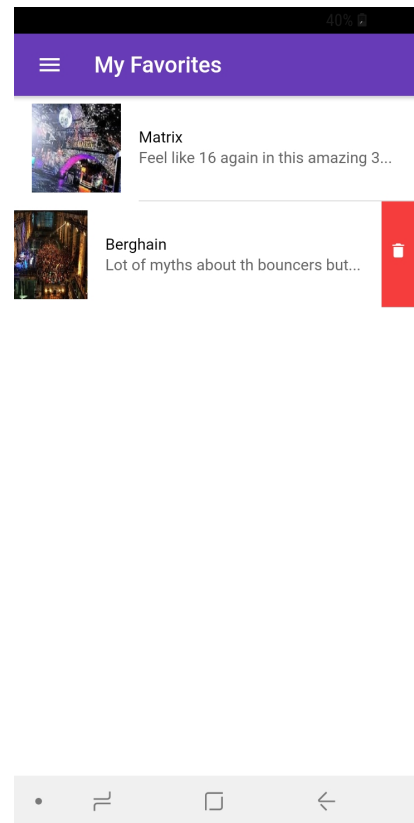 40%
My Favorites
Matrix
Feel like 16 again in this amazing 3...
Berghain
Lot of myths about th bouncers but...